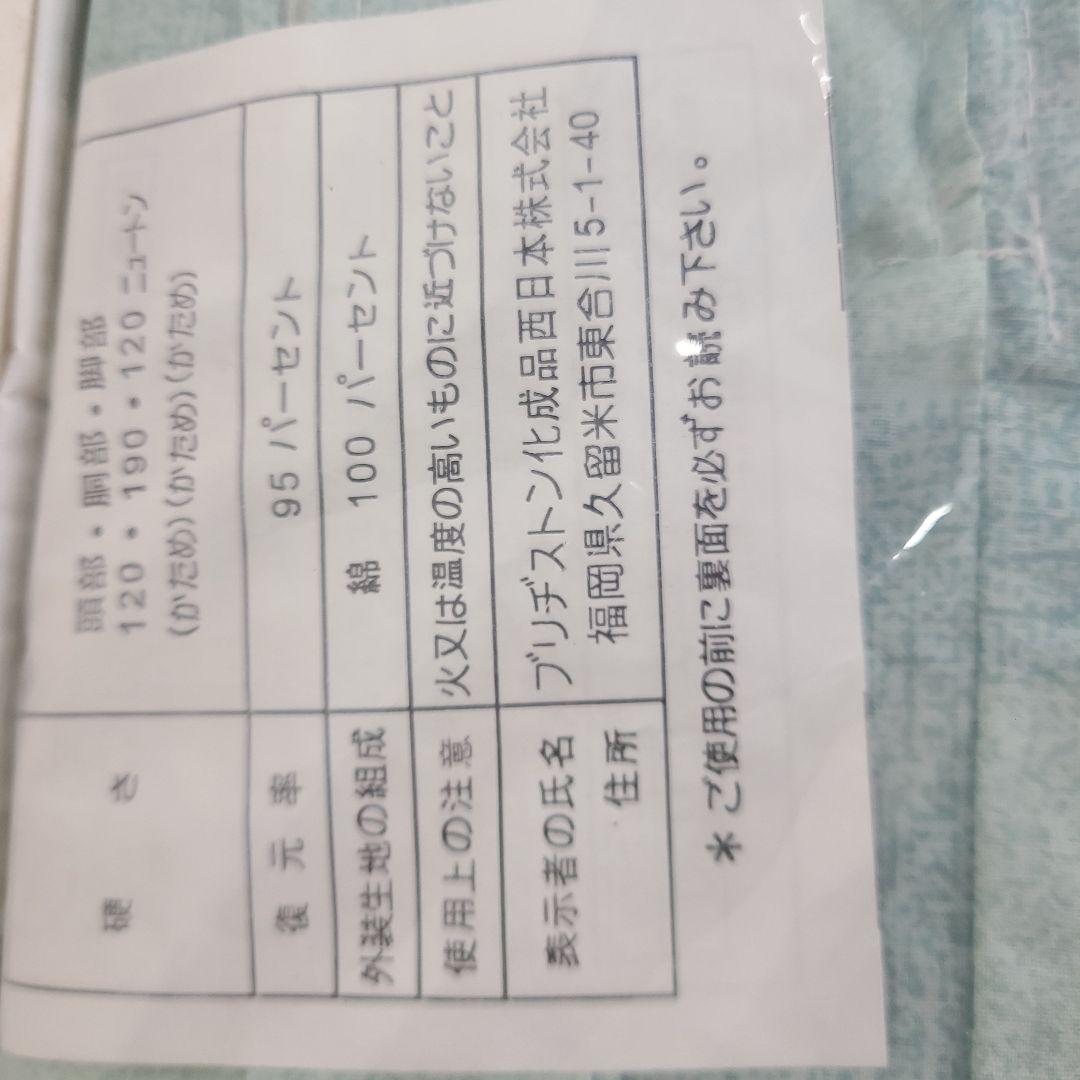 硬さ
頭部・胴部・脚部
120・190・120 ニュートン
(かため)(かため)(かため)
復元率
95 パーセント
外装生地の組成
綿 100 パーセント
使用上の注意
火又は温度の高いものに近づけないこと
表示者の氏名
ブリヂストン化成品西日本株式会社
住所
福岡県久留米市東合川5-1-40
* ご使用の前に裏面を必ずお読み下さい。